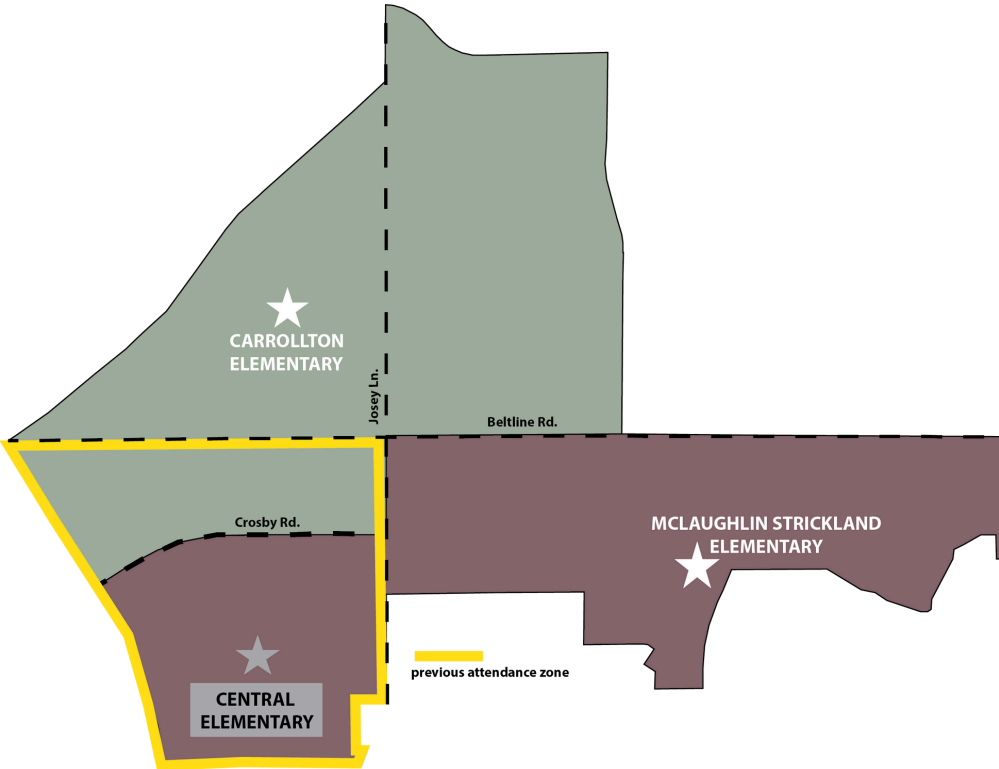 CARROLLTON
ELEMENTARY
Josey Ln.
Beltline Rd.
Crosby Rd.
MCLAUGHLIN STRICKLAND
ELEMENTARY
previous attendance zone
CENTRAL
ELEMENTARY